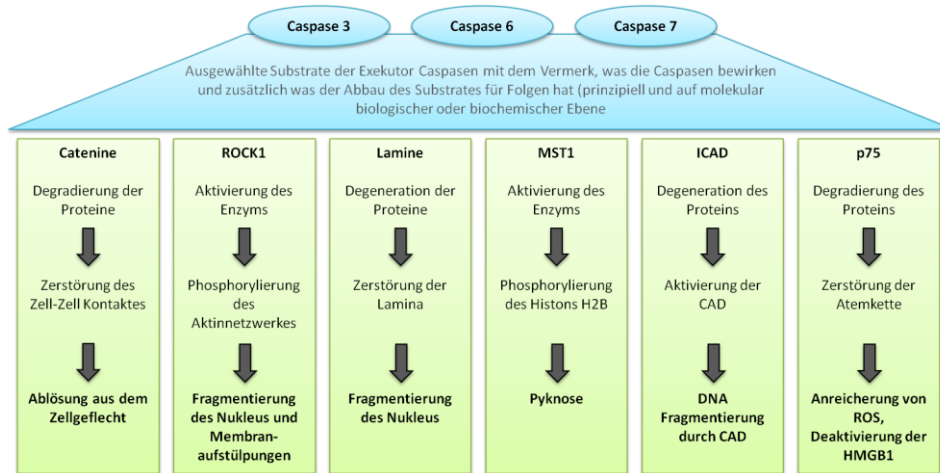 Caspase 3
Caspase 6
Caspase 7
Ausgewählte Substrate der Exekutor Caspasen mit dem Vermerk, was die Caspasen bewirken
und zusätzlich was der Abbau des Substrates für Folgen hat (prinzipiell und auf molekular
biologischer oder biochemischer Ebene
Catenine
Degradierung der
Proteine
Zerstörung des
Zell-Zell Kontaktes
Ablösung aus dem
Zellgeflecht
ROCK1
Aktivierung des
Enzyms
Phosphorylierung
des
Aktinnetzwerkes
Fragmentierung
des Nukleus und
Membran-
aufstülpungen
Lamine
Degeneration der
Proteine
Zerstörung der
Lamina
Fragmentierung
des Nukleus
MST1
Aktivierung des
Enzyms
Phosphorylierung
des Histons H2B
Pyknose
ICAD
Degeneration des
Proteins
Aktivierung der
CAD
DNA
Fragmentierung
durch CAD
p75
Degradierung des
Proteins
Zerstörung der
Atemkette
Anreicherung von
ROS,
Deaktivierung der
HMGB1